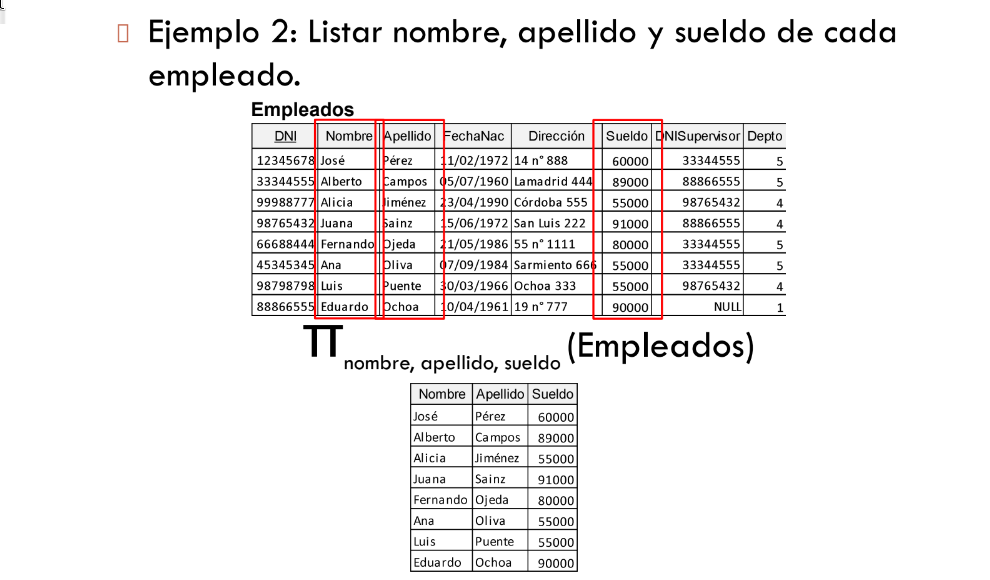 Ejemplo 2: Listar nombre, apellido y sueldo de cada
empleado.
Empleados
DNI Nombre Apellido FechaNac Dirección Sueldo DNISupervisor Depto
12345678 José Pérez 11/02/1972 14 n° 888 60000 33344555 5
33344555 Alberto Campos 05/07/1960 Lamadrid 444 89000 88866555 5
99988777 Alicia Jiménez 23/04/1990 Córdoba 555 55000 98765432 4
98765432 Juana Sainz 15/06/1972 San Luis 222 91000 88866555 4
66688444 Fernando Ojeda 21/05/1986 55 n° 1111 80000 33344555 5
45345345 Ana Oliva 07/09/1984 Sarmiento 666 55000 33344555 5
98798798 Luis Puente 30/03/1966 Ochoa 333 55000 98765432 4
88866555 Eduardo Ochoa 10/04/1961 19 n° 777 90000 NULL 1
π nombre, apellido, sueldo (Empleados)
Nombre Apellido Sueldo
José Pérez 60000
Alberto Campos 89000
Alicia Jiménez 55000
Juana Sainz 91000
Fernando Ojeda 80000
Ana Oliva 55000
Luis Puente 55000
Eduardo Ochoa 90000